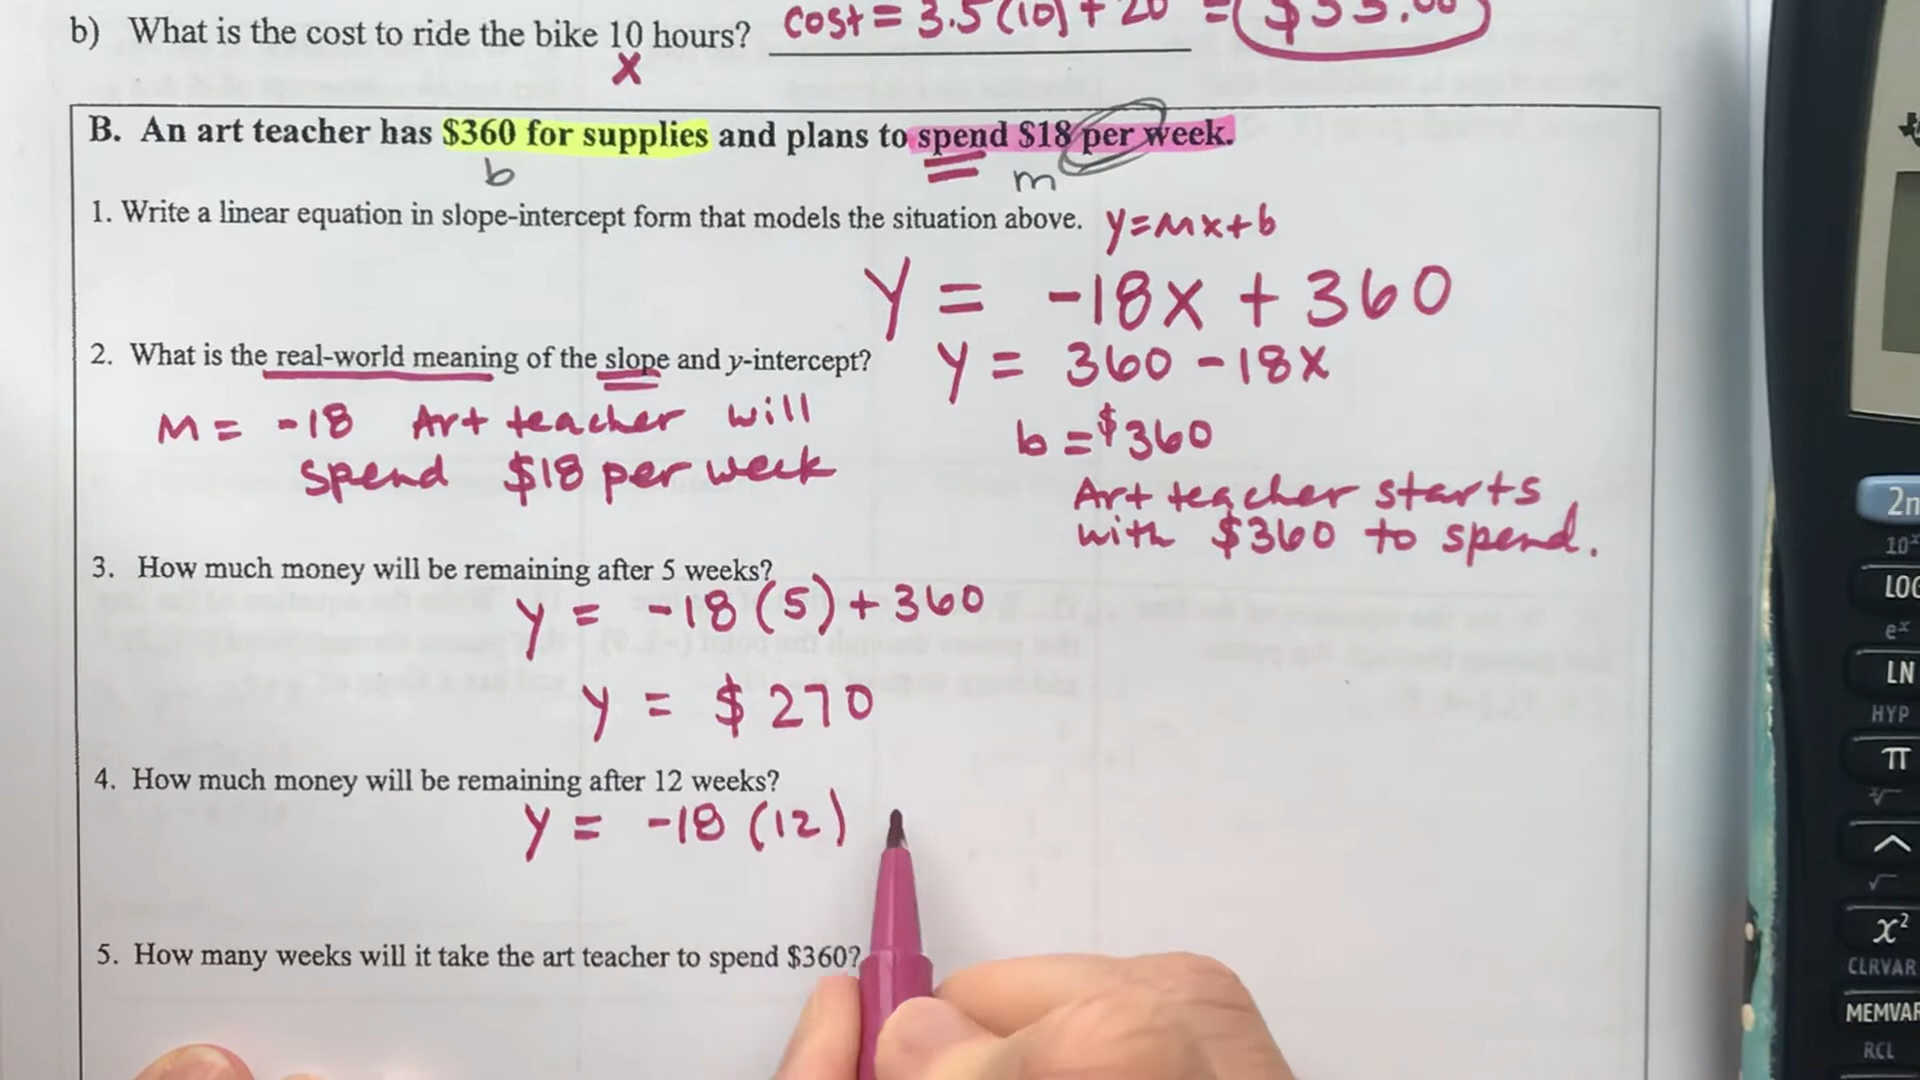 cost = 3.5 (10) + 20 = $55.00
b) What is the cost to ride the bike 10 hours?
x
B. An art teacher has $360 for supplies and plans to spend $18 per week.
b
m
1. Write a linear equation in slope-intercept form that models the situation above. y=mx+b
y = -18x + 360
2. What is the real-world meaning of the slope and y-intercept?
y = 360 -18x
m = -18 Art teacher will
spend $18 per week
b = $360
Art teacher starts
with $360 to spend.
3. How much money will be remaining after 5 weeks?
y = -18 (5) + 360
y = $270
4. How much money will be remaining after 12 weeks?
y = -18 (12)
5. How many weeks will it take the art teacher to spend $360?
2n
LN
HYP
π
√
^
√
x²
CLRVAR
RCL